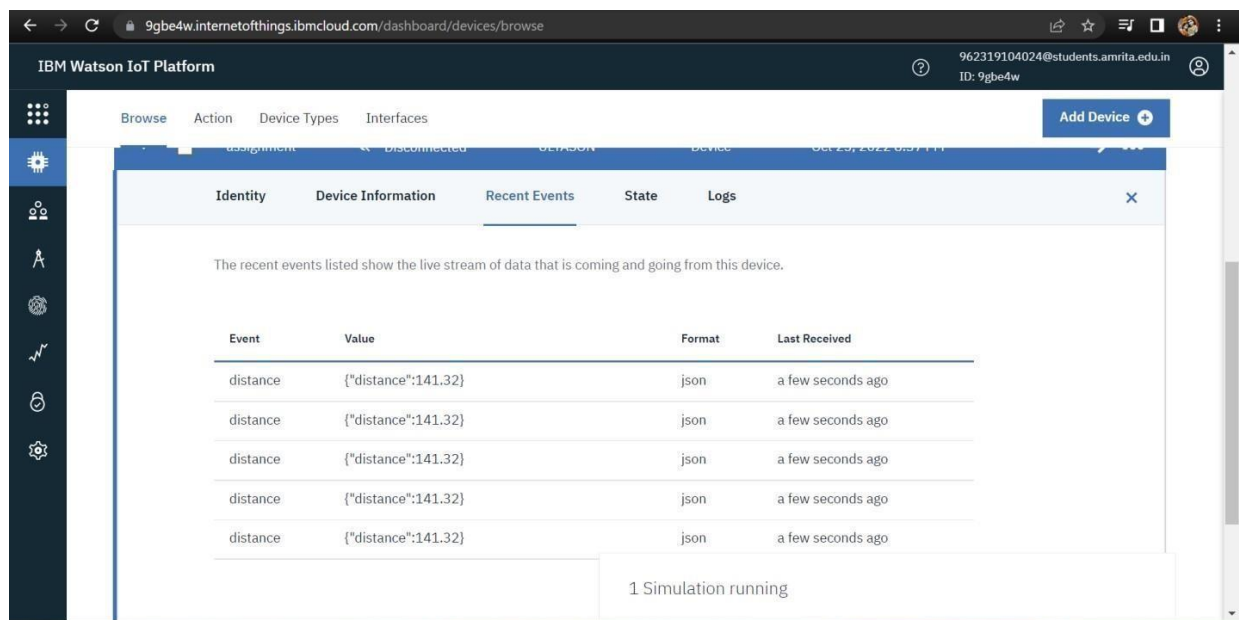 9gbe4w.internetofthings.ibmcloud.com/dashboard/devices/browse
IBM Watson IoT Platform
962319104024@students.amrita.edu.in
ID: 9gbe4w
Browse Action Device Types Interfaces
Add Device
assignment Disconnected Device
Identity Device Information Recent Events State Logs
The recent events listed show the live stream of data that is coming and going from this device.
Event Value Format Last Received
distance {"distance":141.32} json a few seconds ago
distance {"distance":141.32} json a few seconds ago
distance {"distance":141.32} json a few seconds ago
distance {"distance":141.32} json a few seconds ago
distance {"distance":141.32} json a few seconds ago
1 Simulation running